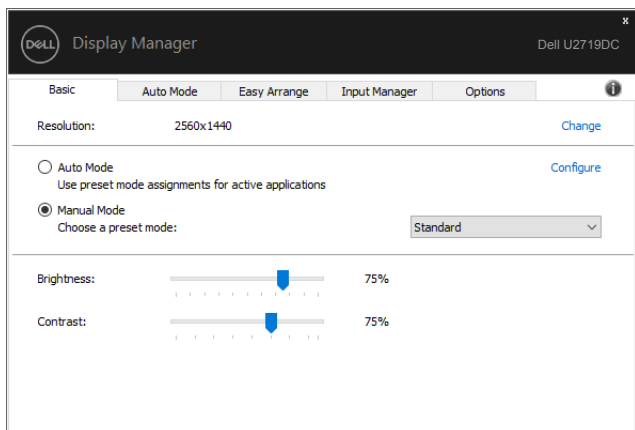 x
DELL Display Manager Dell U2719DC
Basic Auto Mode Easy Arrange Input Manager Options i
Resolution: 2560x1440 Change
Auto Mode Configure
Use preset mode assignments for active applications
Manual Mode
Choose a preset mode: Standard
Brightness: 75%
Contrast: 75%